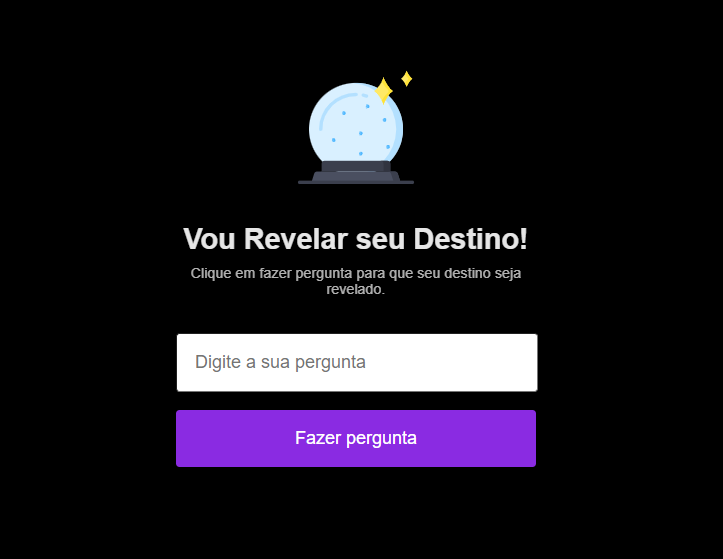 Vou Revelar seu Destino!
Clique em fazer pergunta para que seu destino seja
revelado.
Digite a sua pergunta
Fazer pergunta